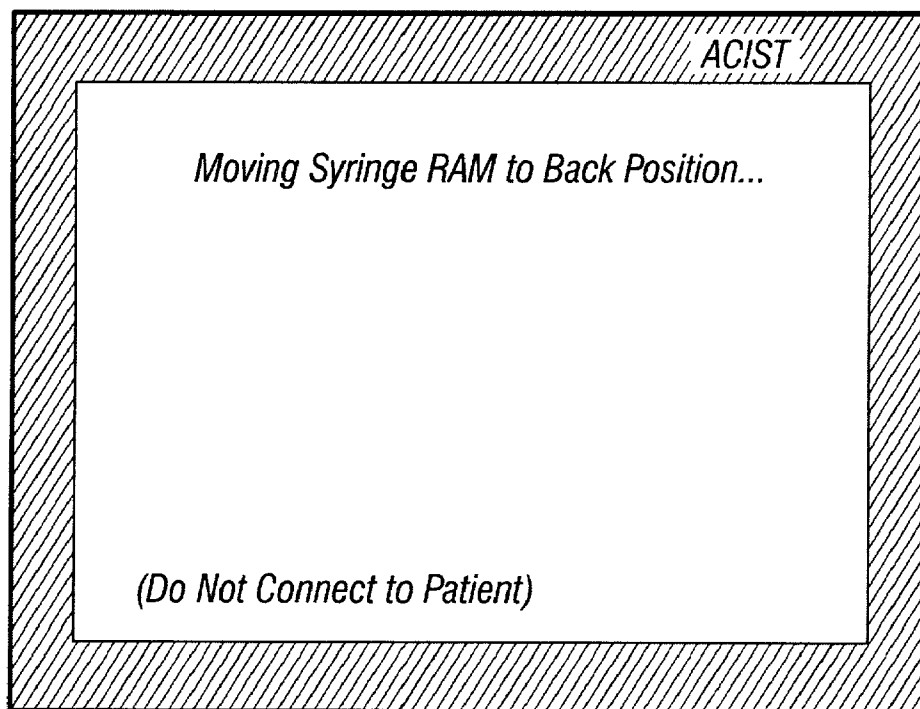 ACIST
Moving Syringe RAM to Back Position...
(Do Not Connect to Patient)